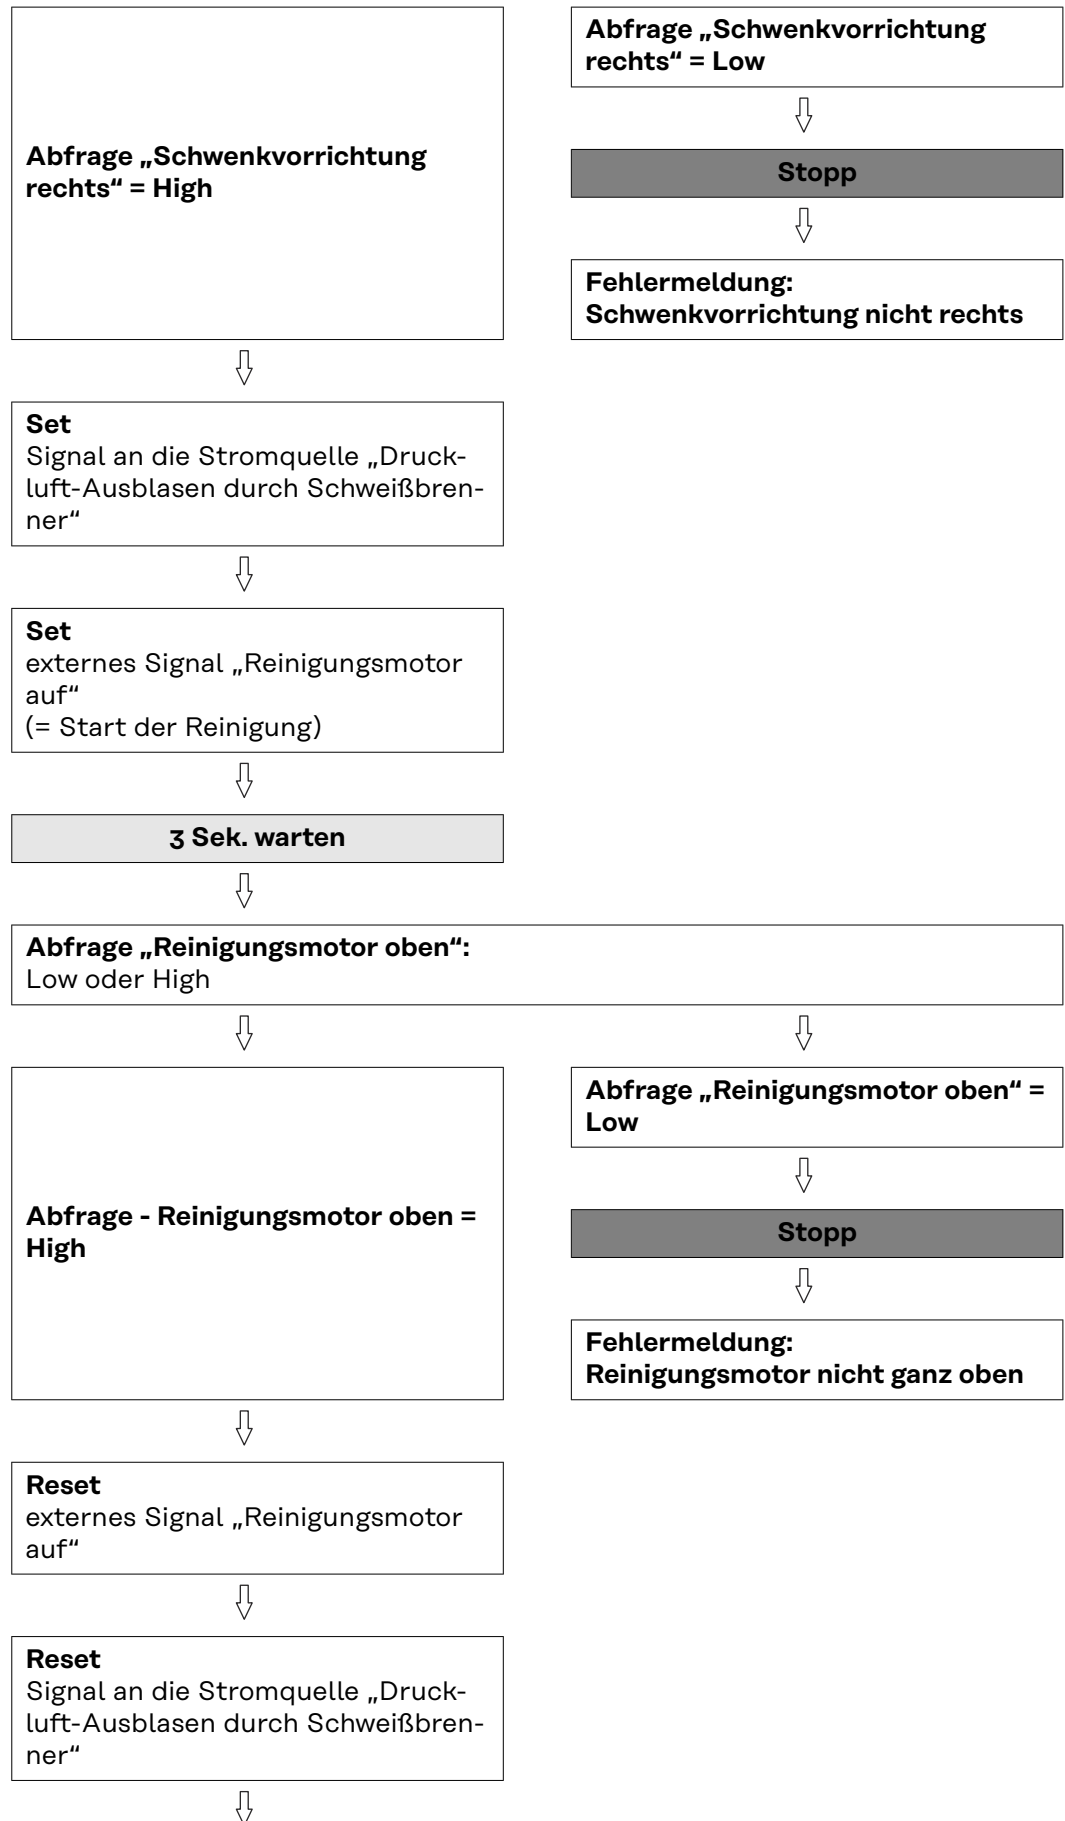 Abfrage „Schwenkvorrichtung
rechts“ = High
Abfrage „Schwenkvorrichtung
rechts“ = Low
Stopp
Fehlermeldung:
Schwenkvorrichtung nicht rechts
Set
Signal an die Stromquelle „Druck-
luft-Ausblasen durch Schweißbren-
ner“
Set
externes Signal „Reinigungsmotor
auf“
(= Start der Reinigung)
3 Sek. warten
Abfrage „Reinigungsmotor oben“:
Low oder High
Abfrage - Reinigungsmotor oben =
High
Abfrage „Reinigungsmotor oben“ =
Low
Stopp
Fehlermeldung:
Reinigungsmotor nicht ganz oben
Reset
externes Signal „Reinigungsmotor
auf“
Reset
Signal an die Stromquelle „Druck-
luft-Ausblasen durch Schweißbren-
ner“